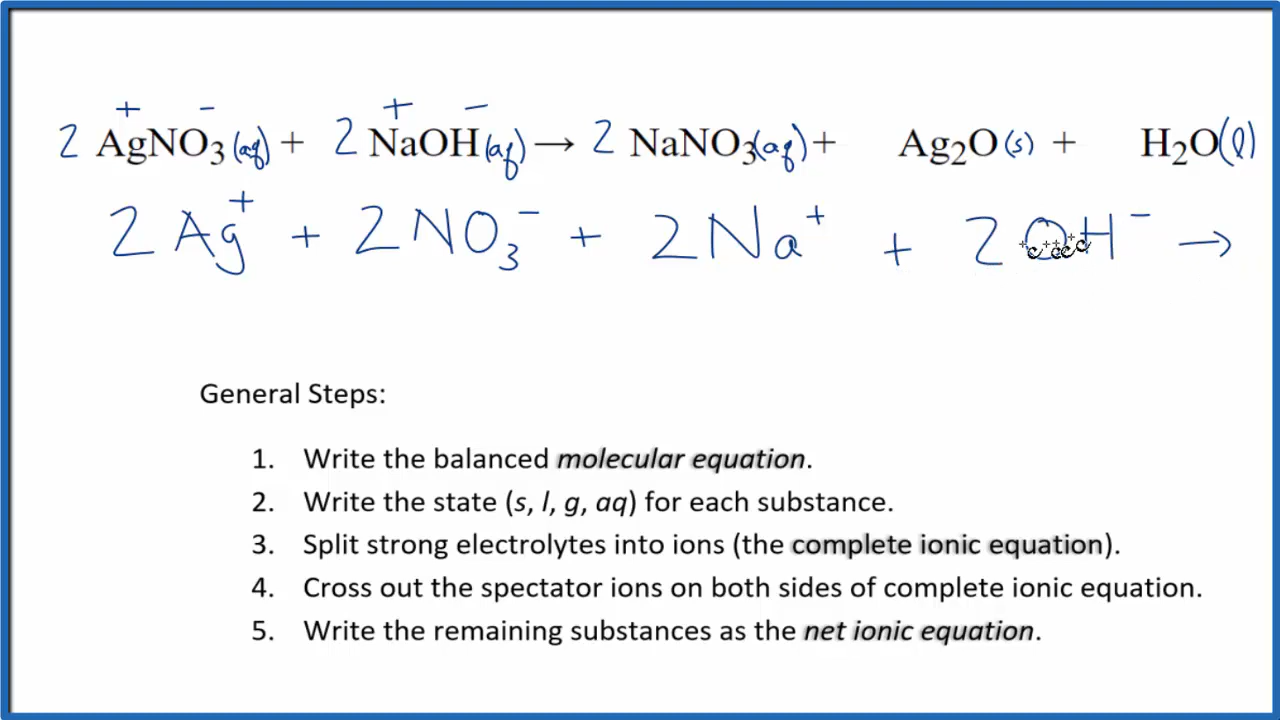 2 AgNO₃(aq) + 2 NaOH(aq) → 2 NaNO₃(aq) + Ag₂O(s) + H₂O(l)
2 Ag⁺ + 2 NO₃⁻ + 2 Na⁺ + 2 OH⁻ →
General Steps:
1. Write the balanced molecular equation.
2. Write the state (s, l, g, aq) for each substance.
3. Split strong electrolytes into ions (the complete ionic equation).
4. Cross out the spectator ions on both sides of complete ionic equation.
5. Write the remaining substances as the net ionic equation.